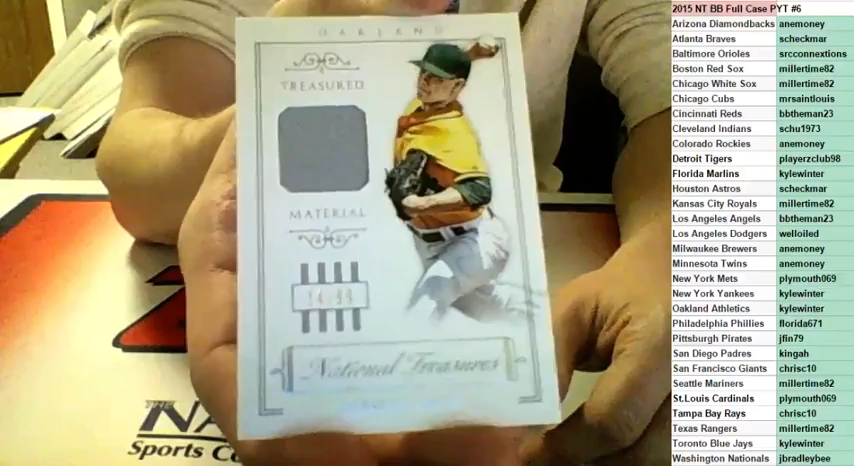 OAKLAND
TREASURED
MATERIAL
National Treasures
THE
NA
Sports Co
2015 NT BB Full Case PYT #6
Arizona Diamondbacks anemoney
Atlanta Braves scheckmar
Baltimore Orioles srcconnextions
Boston Red Sox millertime82
Chicago White Sox millertime82
Chicago Cubs mrsaintlouis
Cincinnati Reds bbtheman23
Cleveland Indians schu1973
Colorado Rockies anemoney
Detroit Tigers playerzclub98
Florida Marlins kylewinter
Houston Astros scheckmar
Kansas City Royals millertime82
Los Angeles Angels bbtheman23
Los Angeles Dodgers welloiled
Milwaukee Brewers anemoney
Minnesota Twins anemoney
New York Mets plymouth069
New York Yankees kylewinter
Oakland Athletics kylewinter
Philadelphia Phillies florida671
Pittsburgh Pirates jfin79
San Diego Padres kingah
San Francisco Giants chrisc10
Seattle Mariners millertime82
St.Louis Cardinals plymouth069
Tampa Bay Rays chrisc10
Texas Rangers millertime82
Toronto Blue Jays kylewinter
Washington Nationals jbradleybee